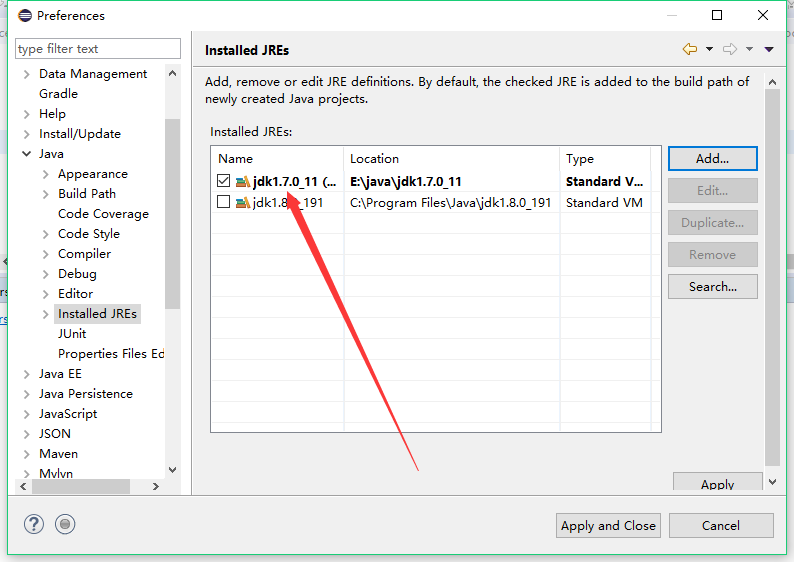 Preferences
type filter text
Data Management
Gradle
Help
Install/Update
Java
Appearance
Build Path
Code Coverage
Code Style
Compiler
Debug
Editor
Installed JREs
JUnit
Properties Files Ed
Java EE
Java Persistence
JavaScript
JSON
Maven
Mylyn
Installed JREs
Add, remove or edit JRE definitions. By default, the checked JRE is added to the build path of
newly created Java projects.
Installed JREs:
Name Location Type
jdk1.7.0_11 (... E:\java\jdk1.7.0_11 Standard V...
jdk1.8.0_191 C:\Program Files\Java\jdk1.8.0_191 Standard VM
Add...
Edit...
Duplicate...
Remove
Search...
Apply
? Apply and Close Cancel